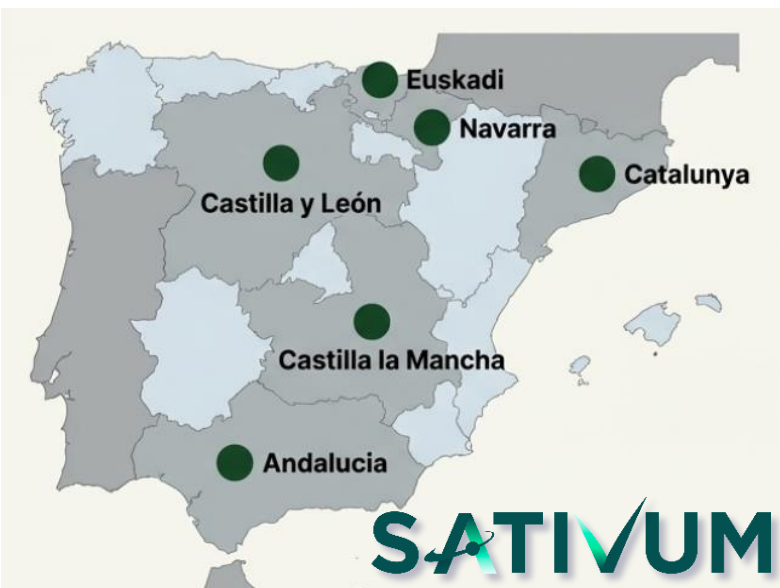 Euskadi
Navarra
Catalunya
Castilla y León
Castilla la Mancha
Andalucia
SATIVUM